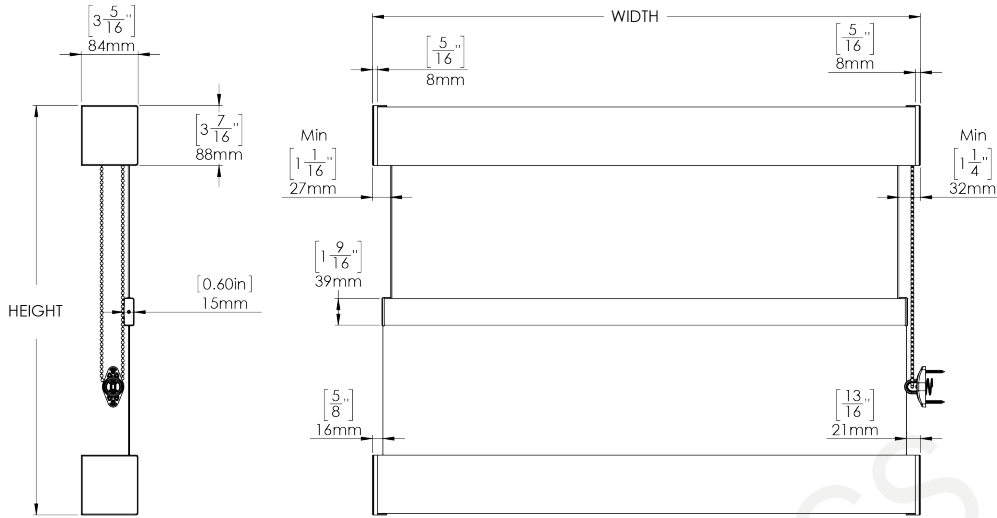 [3 5/16"]
84mm
WIDTH
[5/16"]
8mm
[5/16"]
8mm
[3 7/16"]
88mm
Min
[1 1/16"]
27mm
Min
[1 1/4"]
32mm
[1 9/16"]
39mm
[0.60in]
15mm
HEIGHT
[5/8"]
16mm
[13/16"]
21mm
CS